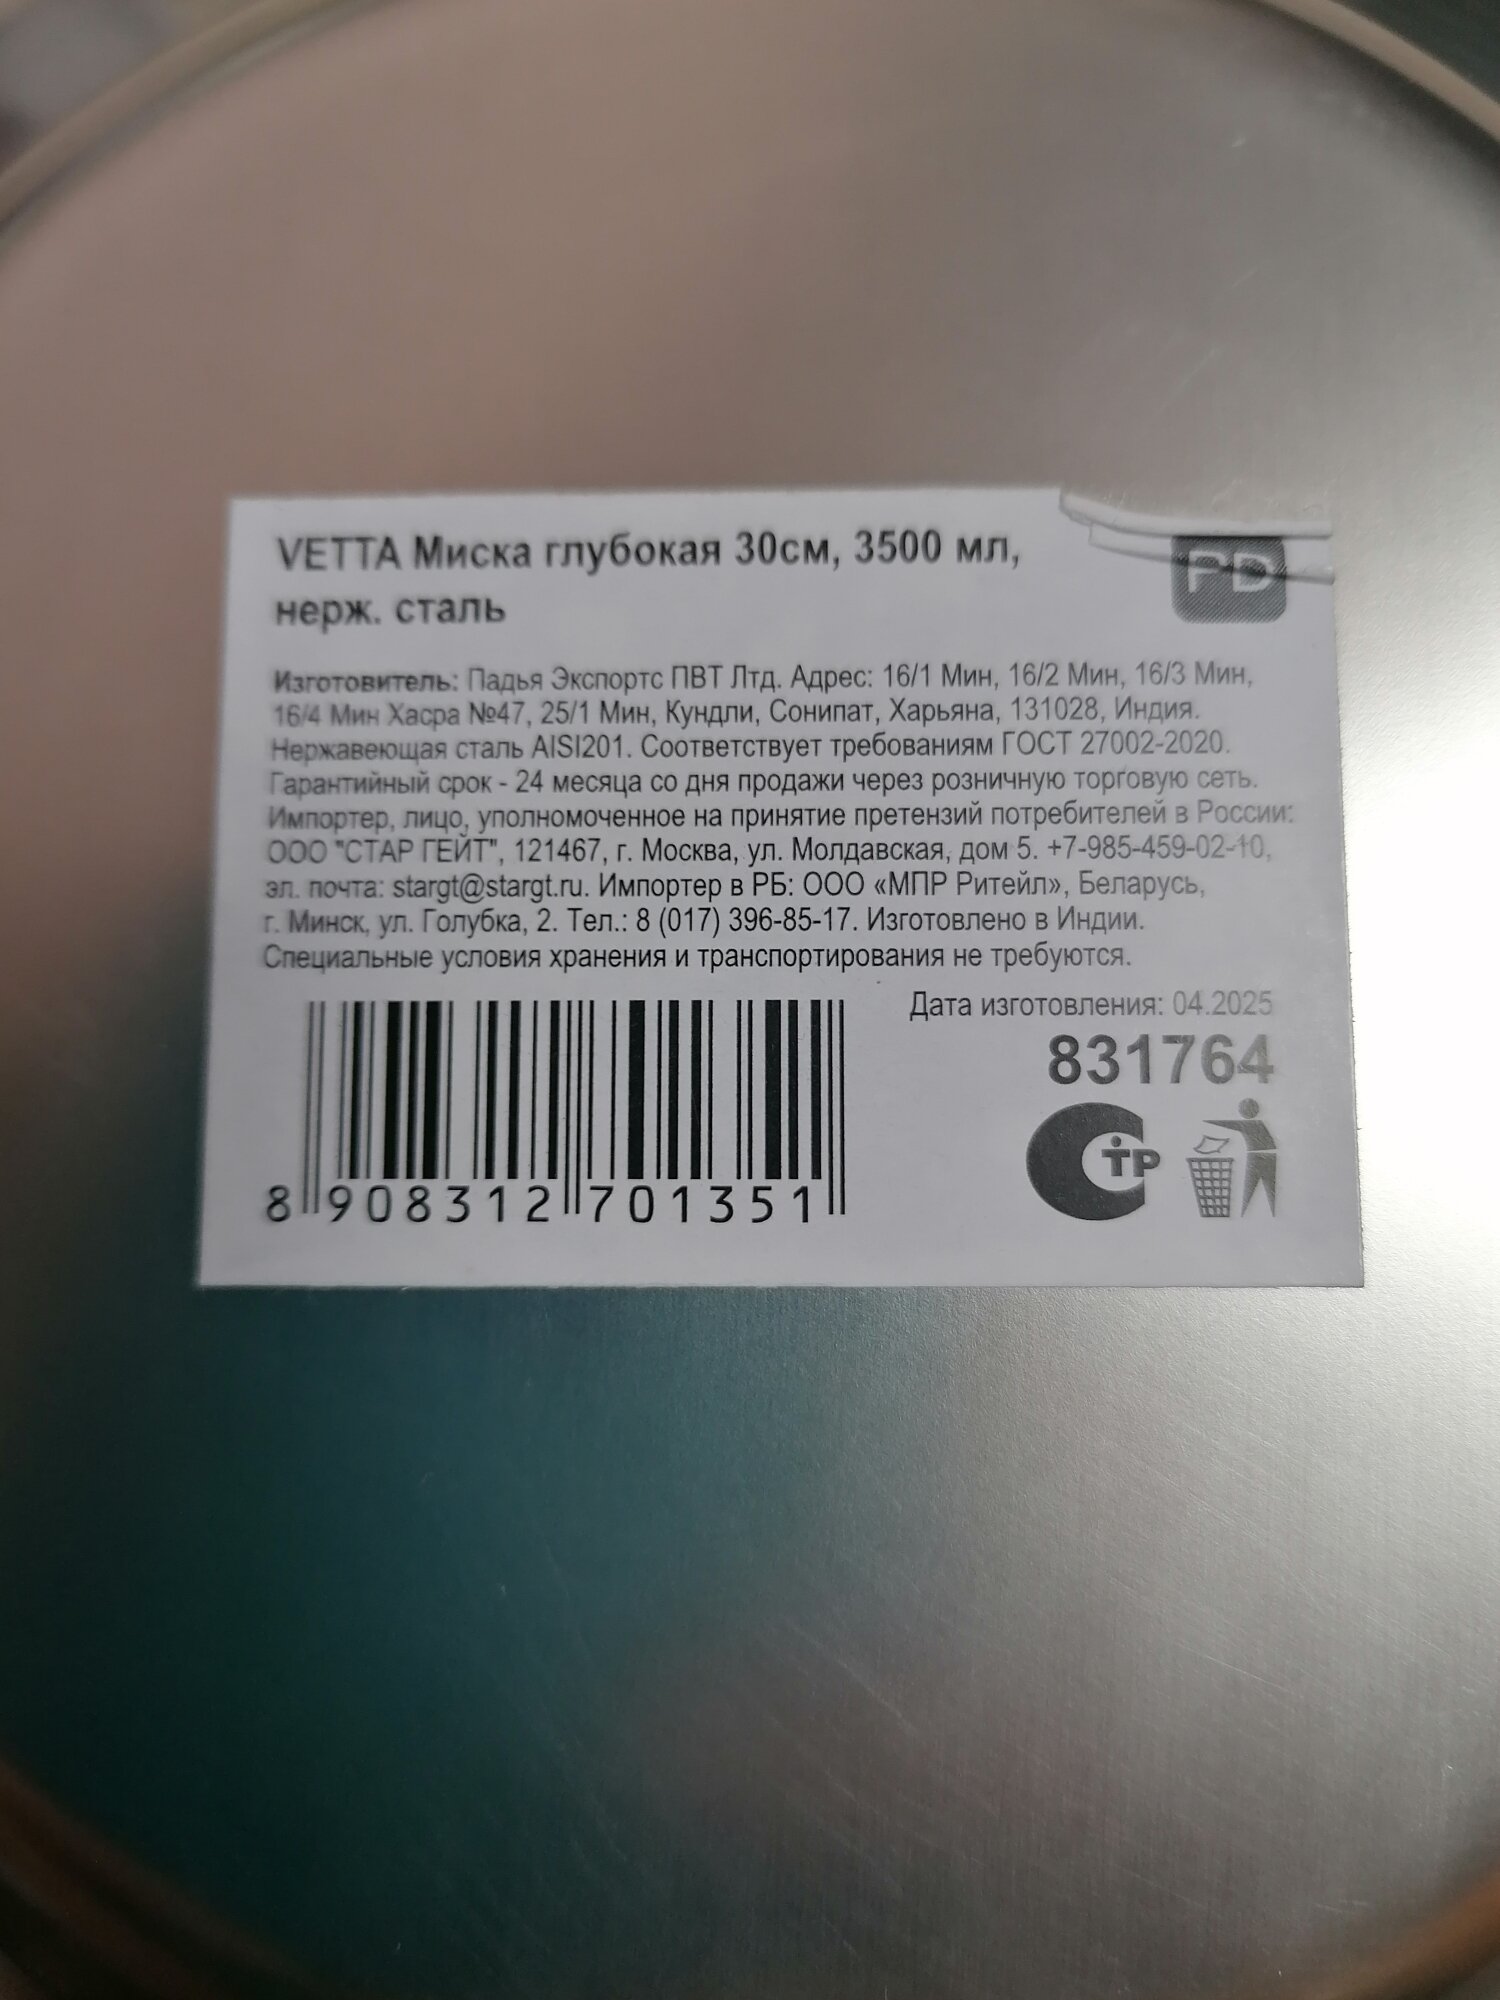 VETTA Миска глубокая 30см, 3500 мл,
нерж. сталь
PD
Изготовитель: Падья Экспортс ПВТ Лтд. Адрес: 16/1 Мин, 16/2 Мин, 16/3 Мин,
16/4 Мин Хасра №47, 25/1 Мин, Кундли, Сонипат, Харьяна, 131028, Индия.
Нержавеющая сталь AISI201. Соответствует требованиям ГОСТ 27002-2020.
Гарантийный срок - 24 месяца со дня продажи через розничную торговую сеть.
Импортер, лицо, уполномоченное на принятие претензий потребителей в России:
ООО "СТАР ГЕЙТ", 121467, г. Москва, ул. Молдавская, дом 5. +7-985-459-02-10,
эл. почта: stargt@stargt.ru. Импортер в РБ: ООО «МПР Ритейл», Беларусь,
г. Минск, ул. Голубка, 2. Тел.: 8 (017) 396-85-17. Изготовлено в Индии.
Специальные условия хранения и транспортирования не требуются.
Дата изготовления: 04.2025
831764
СТР
8 908312 701351